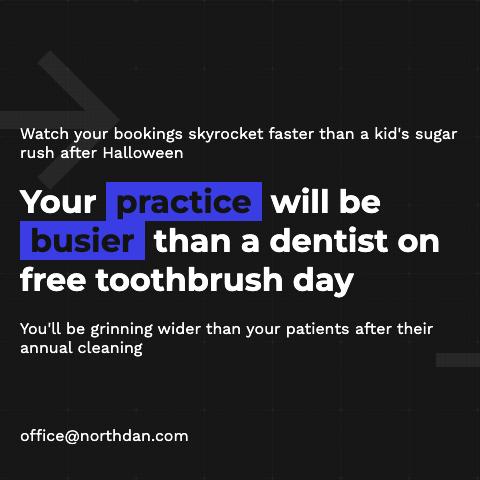 Watch your bookings skyrocket faster than a kid's sugar
rush after Halloween
Your practice will be
busier than a dentist on
free toothbrush day
You'll be grinning wider than your patients after their
annual cleaning
office@northdan.com